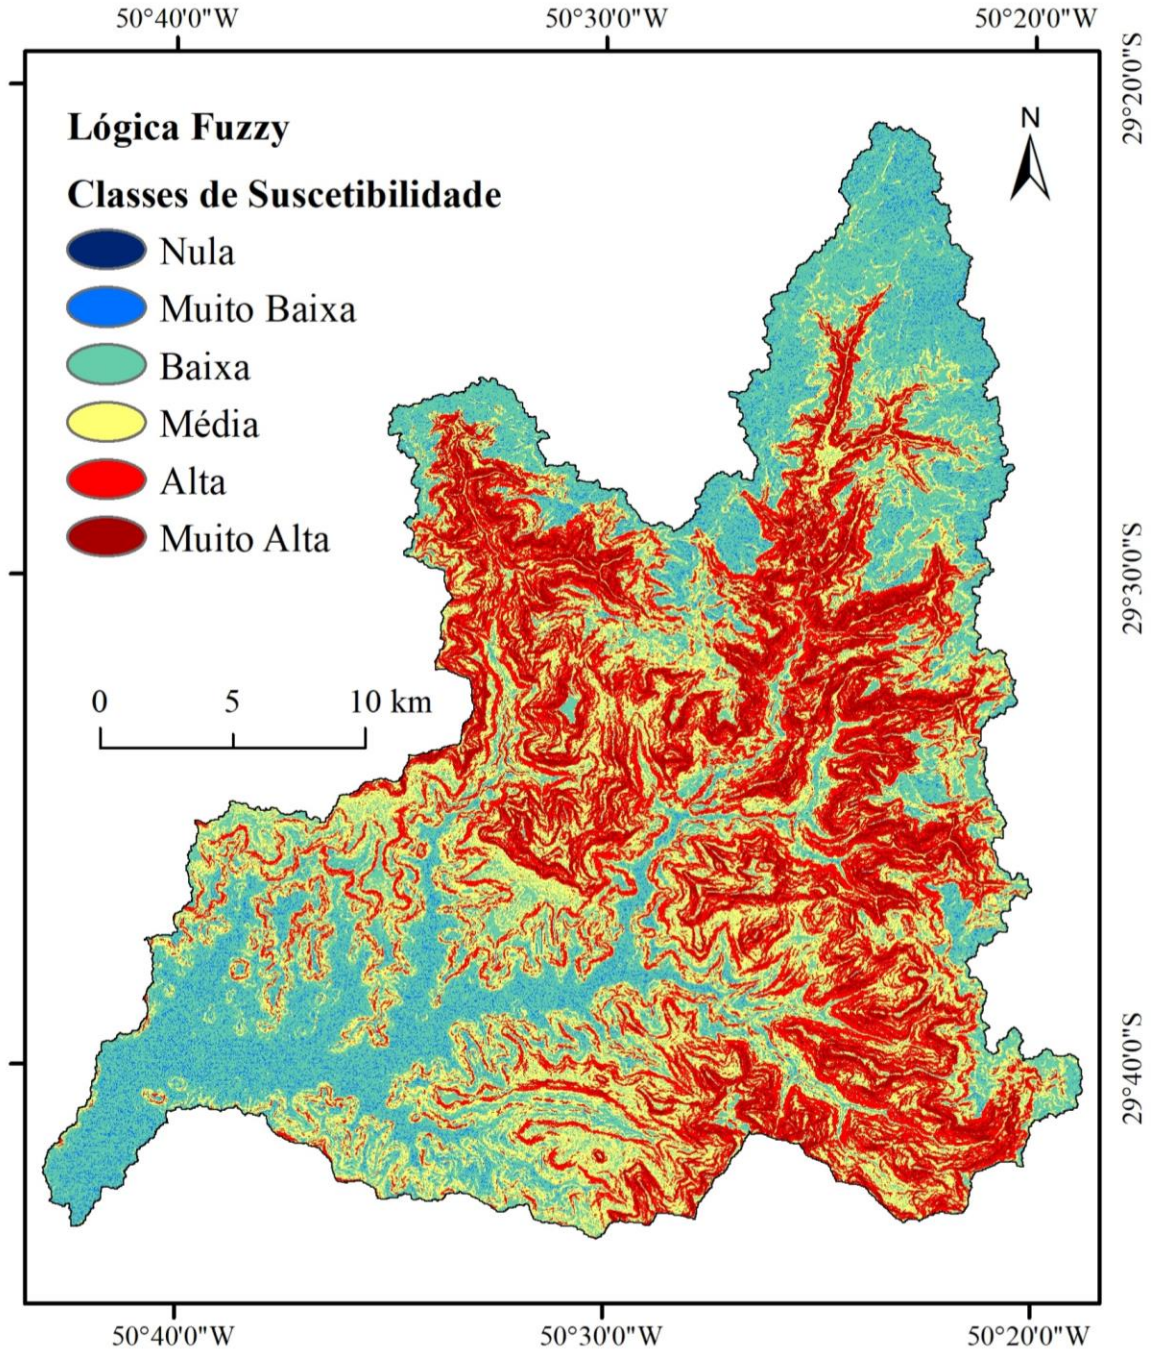 50°40'0"W 50°30'0"W 50°20'0"W
29°20'0"S
N
Lógica Fuzzy
Classes de Suscetibilidade
Nula
Muito Baixa
Baixa
Média
Alta
Muito Alta
29°30'0"S
0 5 10 km
29°40'0"S
50°40'0"W 50°30'0"W 50°20'0"W